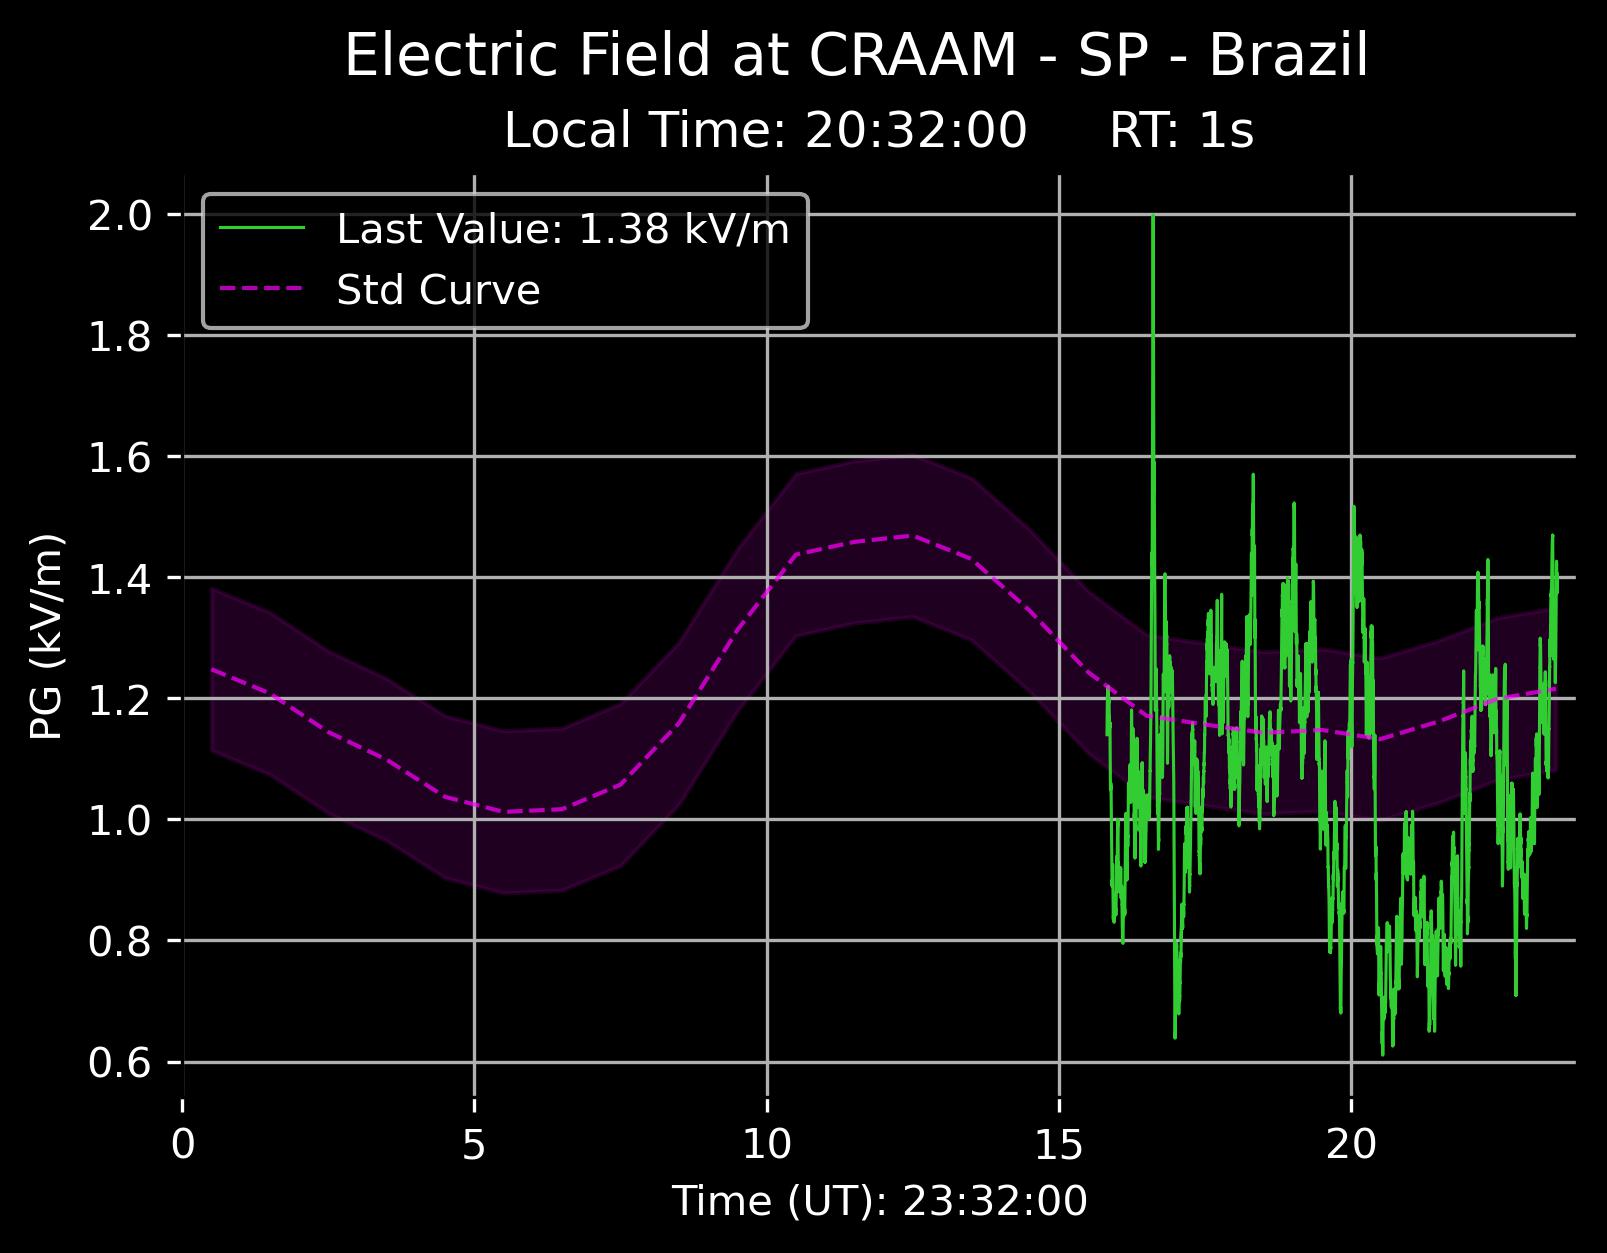 Electric Field at CRAAM - SP - Brazil
Local Time: 20:32:00 RT: 1s
Last Value: 1.38 kV/m
Std Curve
PG (kV/m)
2.0
1.8
1.6
1.4
1.2
1.0
0.8
0.6
0 5 10 15 20
Time (UT): 23:32:00